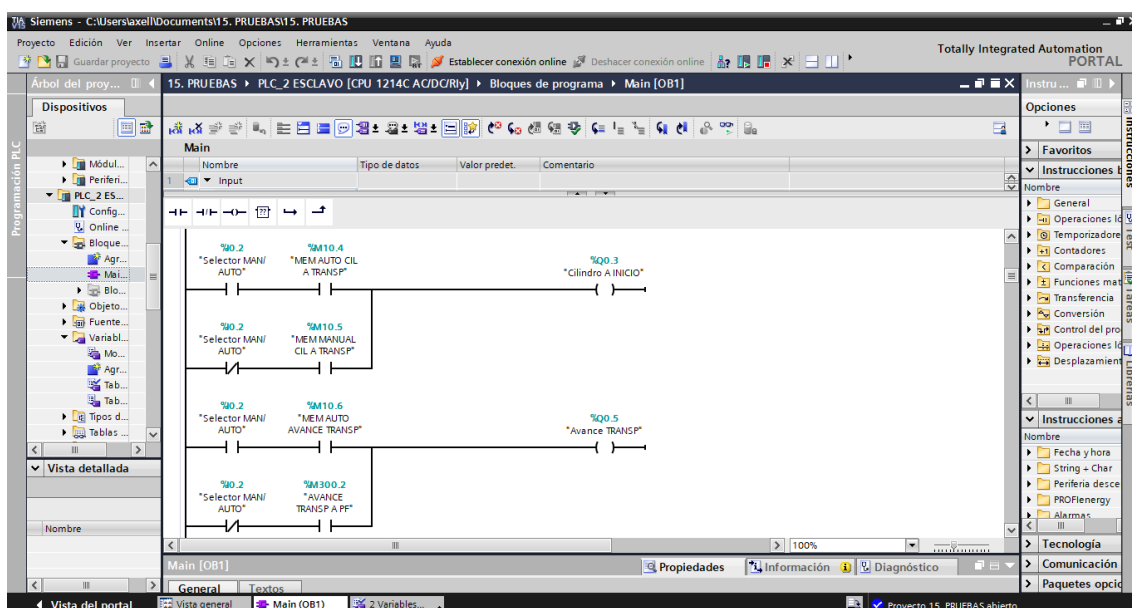 Siemens - C:\Users\axell\Documents\15. PRUEBAS\15. PRUEBAS
Proyecto Edición Ver Insertar Online Opciones Herramientas Ventana Ayuda
Totally Integrated Automation
PORTAL
Guardar proyecto Establecer conexión online Deshacer conexión online
Árbol del proy...
15. PRUEBAS PLC_2 ESCLAVO [CPU 1214C AC/DC/Rly] Bloques de programa Main [OB1]
Instru...
Dispositivos
Opciones
Main
Nombre Tipo de datos Valor predet. Comentario
1 Input
Programación PLC
Módul...
Periferi...
PLC_2 ES...
Config...
Online ...
Bloque...
Agr...
Mai...
Blo...
Objeto...
Fuente...
Variabl...
Mo...
Agr...
Tab...
Tab...
Tipos d...
Tablas ...
Vista detallada
Nombre
%I0.2 %M10.4 %Q0.3
"Selector MAN/ "MEM AUTO CIL "Cilindro A INICIO"
AUTO" A TRANSP"
%I0.2 %M10.5
"Selector MAN/ "MEM MANUAL
AUTO" CIL A TRANSP"
%I0.2 %M10.6 %Q0.5
"Selector MAN/ "MEM AUTO "Avance TRANSP"
AUTO" AVANCE TRANSP"
%I0.2 %M300.2
"Selector MAN/ "AVANCE
AUTO" TRANSP A PF"
100%
Favoritos
Instrucciones b
Nombre
General
Operaciones ló
Temporizadore
Contadores
Comparación
Funciones mat
Transferencia
Conversión
Control del pro
Operaciones ló
Desplazamient
Instrucciones a
Nombre
Fecha y hora
String + Char
Periferia desce
PROFIenergy
Alarmas
Tecnología
Comunicación
Paquetes opcio
Instrucciones
Test
Tareas
Librerías
Main [OB1]
Propiedades Información Diagnóstico
General Textos
Vista del portal Vista general Main (OB1) 2 Variables...
Proyecto 15. PRUEBAS abierto.